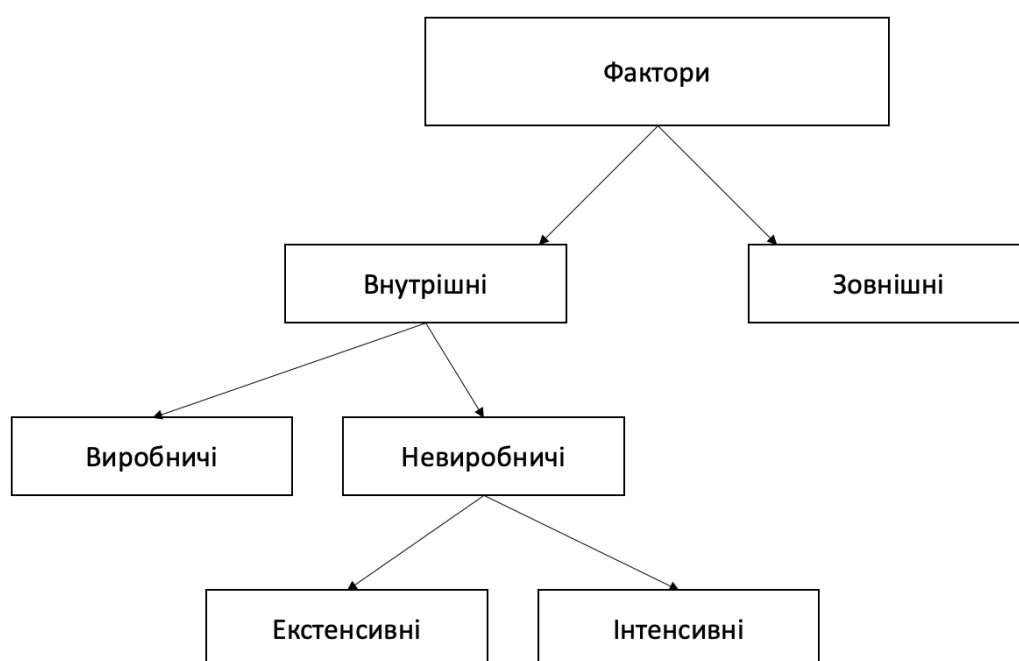 Фактори
Внутрішні
Зовнішні
Виробничі
Невиробничі
Екстенсивні
Інтенсивні